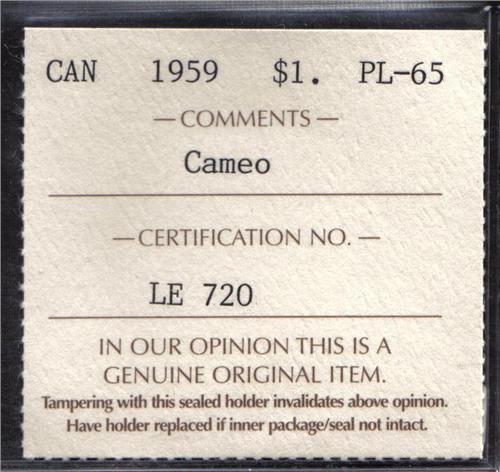 CAN 1959 $1. PL-65
— COMMENTS —
Cameo
— CERTIFICATION NO. —
LE 720
IN OUR OPINION THIS IS A
GENUINE ORIGINAL ITEM.
Tampering with this sealed holder invalidates above opinion.
Have holder replaced if inner package/seal not intact.